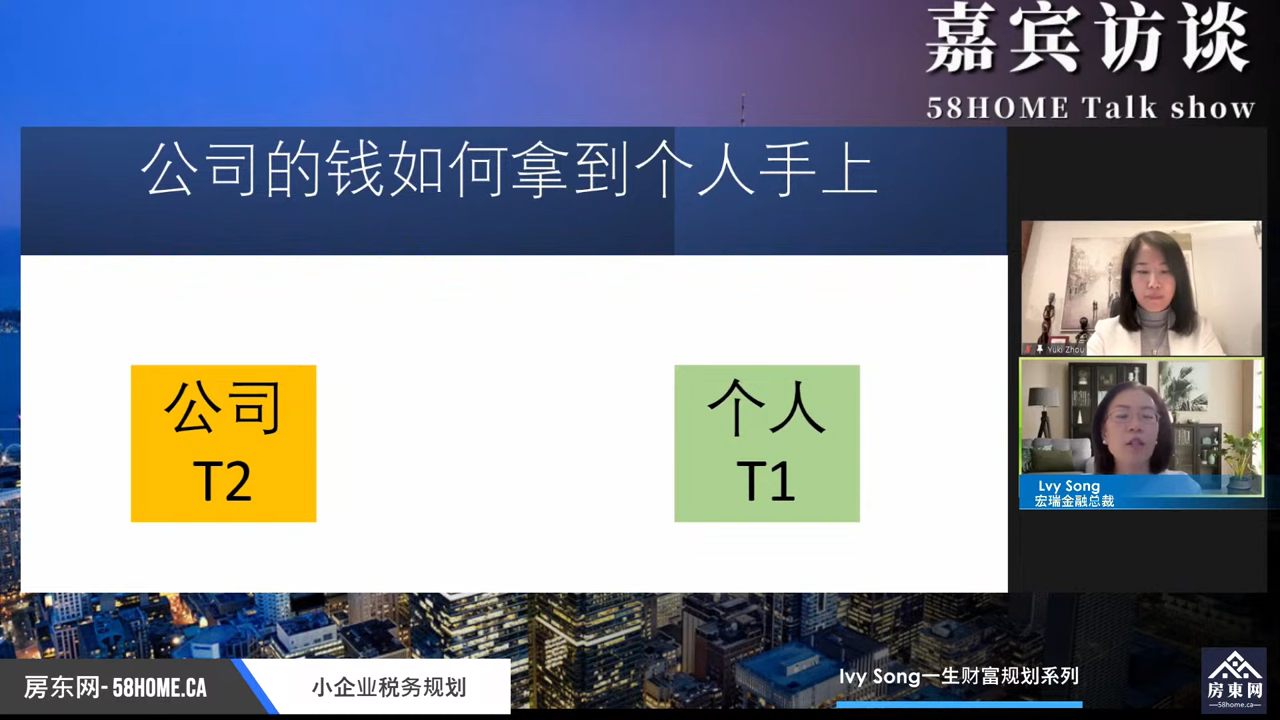 嘉宾访谈
58HOME Talk show
公司的钱如何拿到个人手上
公司
T2
个人
T1
Yuki Zhou
Lvy Song
宏瑞金融总裁
房东网- 58HOME.CA
小企业税务规划
Ivy Song一生财富规划系列
房東网
—58home.ca—